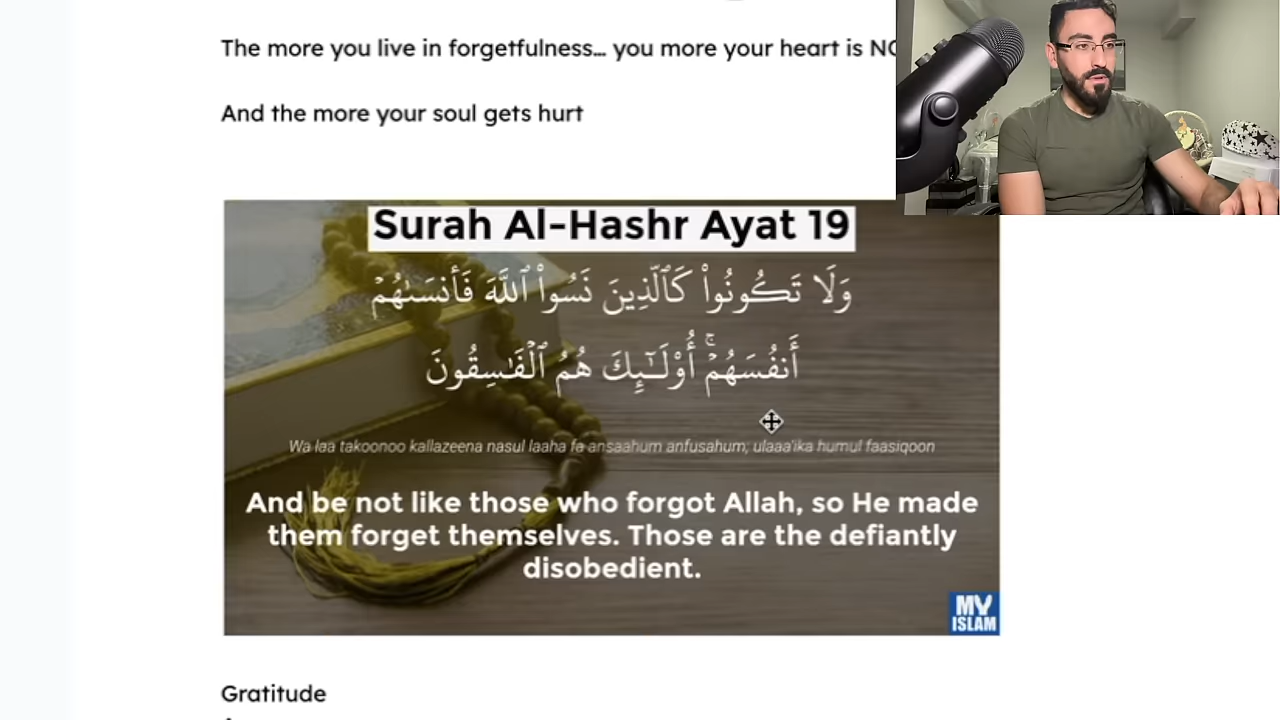 The more you live in forgetfulness... you more your heart is
And the more your soul gets hurt
Surah Al-Hashr Ayat 19
وَلَا تَكُونُوا۟ كَٱلَّذِينَ نَسُوا۟ ٱللَّهَ فَأَنسَىٰهُمْ
أَنفُسَهُمْ ۚ أُو۟لَـٰٓئِكَ هُمُ ٱلْفَـٰسِقُونَ
Wa laa takoonoo kallazeena nasul laaha fa ansaahum anfusahum; ulaaa'ika humul faasiqoon
And be not like those who forgot Allah, so He made
them forget themselves. Those are the defiantly
disobedient.
MY
ISLAM
Gratitude